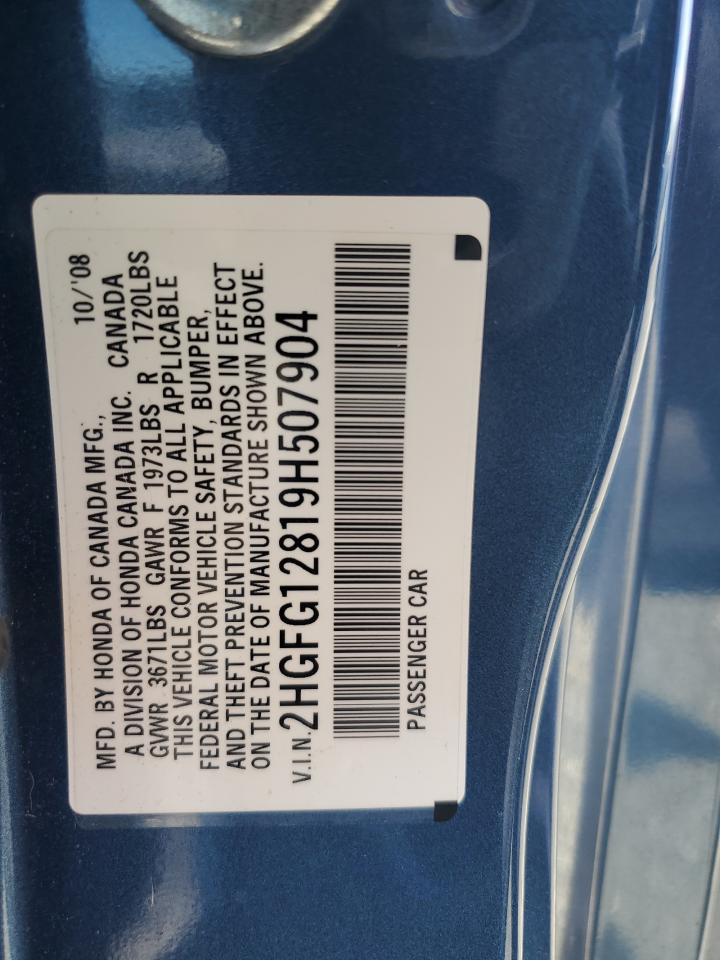 MFD. BY HONDA OF CANADA MFG., 10/'08
A DIVISION OF HONDA CANADA INC. CANADA
GVWR 3671LBS GAWR F 1973LBS R 1720LBS
THIS VEHICLE CONFORMS TO ALL APPLICABLE
FEDERAL MOTOR VEHICLE SAFETY, BUMPER,
AND THEFT PREVENTION STANDARDS IN EFFECT
ON THE DATE OF MANUFACTURE SHOWN ABOVE.
V.I.N. 2HGFG12819H507904
PASSENGER CAR